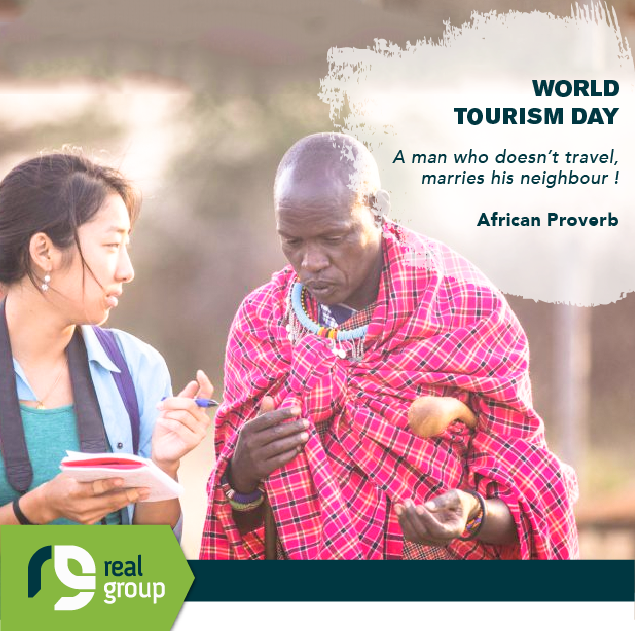 WORLD
TOURISM DAY
A man who doesn't travel,
marries his neighbour !
African Proverb
real
group